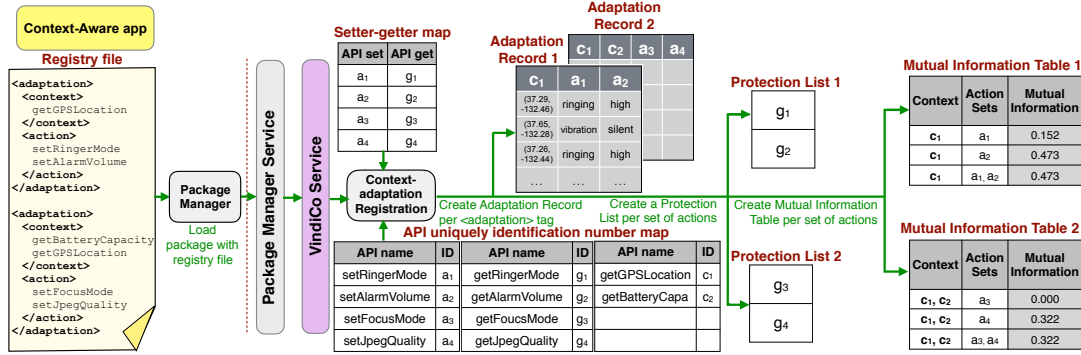 Context-Aware app
Registry file
<adaptation>
<context>
getGPSLocation
</context>
<action>
setRingerMode
setAlarmVolume
</action>
</adaptation>
<adaptation>
<context>
getBatteryCapacity
getGPSLocation
</context>
<action>
setFocusMode
setJpegQuality
</action>
</adaptation>
Package
Manager
Load
package with
registry file
Package Manager Service
VindiCo Service
Setter-getter map
API set API get
a1 g1
a2 g2
a3 g3
a4 g4
Context-
adaptation
Registration
Adaptation
Record 1
c1 a1 a2
(37.29,
-132.46) ringing high
(37.65,
-132.28) vibration silent
(37.26,
-132.44) ringing high
... ... ...
Adaptation
Record 2
c1 c2 a3 a4
Create Adaptation Record
per <adaptation> tag
Create a Protection
List per set of actions
Create Mutual Information
Table per set of actions
API uniquely identification number map
API name ID API name ID API name ID
setRingerMode a1 getRingerMode g1 getGPSLocation c1
setAlarmVolume a2 getAlarmVolume g2 getBatteryCapa c2
setFocusMode a3 getFoucsMode g3
setJpegQuality a4 getJpegQuality g4
Protection List 1
g1
g2
Protection List 2
g3
g4
Mutual Information Table 1
Context Action Sets Mutual Information
c1 a1 0.152
c1 a2 0.473
c1 a1, a2 0.473
Mutual Information Table 2
Context Action Sets Mutual Information
c1, c2 a3 0.000
c1, c2 a4 0.322
c1, c2 a3, a4 0.322